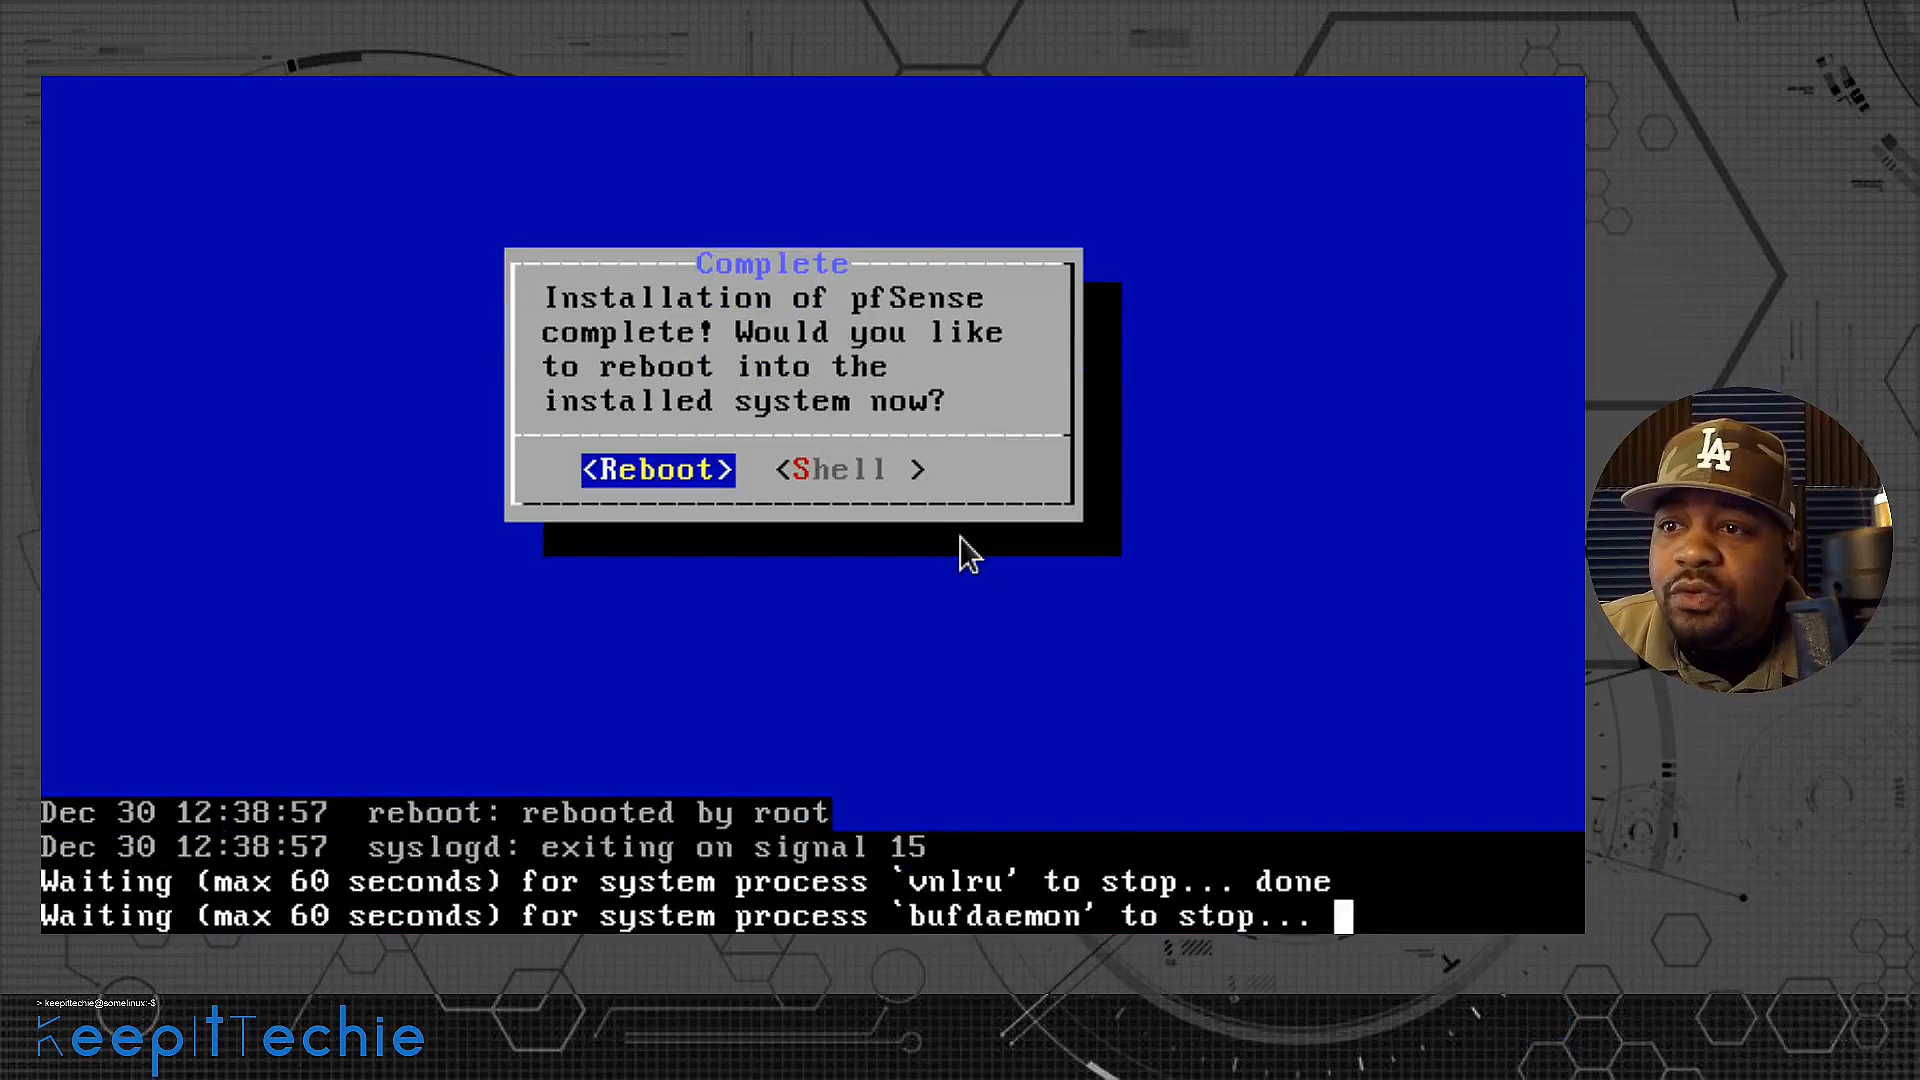 Complete
Installation of pfSense
complete! Would you like
to reboot into the
installed system now?
<Reboot> <Shell >
LA
Dec 30 12:38:57 reboot: rebooted by root
Dec 30 12:38:57 syslogd: exiting on signal 15
Waiting (max 60 seconds) for system process `vnlru' to stop... done
Waiting (max 60 seconds) for system process `bufdaemon' to stop...
> keepittechie@somelinux:~$
KeepItTechie